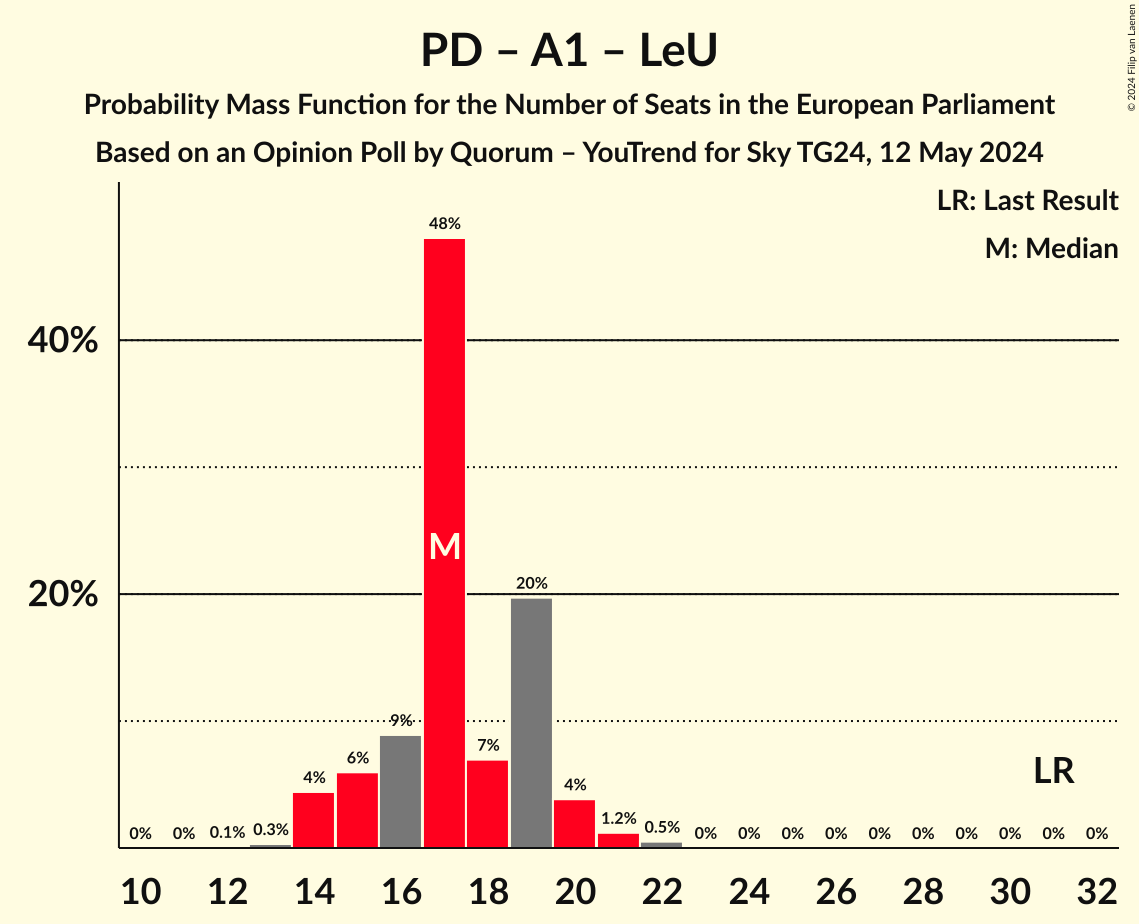 PD – A1 – LeU
Probability Mass Function for the Number of Seats in the European Parliament
Based on an Opinion Poll by Quorum – YouTrend for Sky TG24, 12 May 2024
© 2024 Filip van Laenen
LR: Last Result
M: Median
48%
40%
M
20%
20%
9%
7%
6%
4%
4%
LR
0% 0% 0.1% 0.3% 1.2% 0.5% 0% 0% 0% 0% 0% 0% 0% 0% 0% 0%
10 12 14 16 18 20 22 24 26 28 30 32